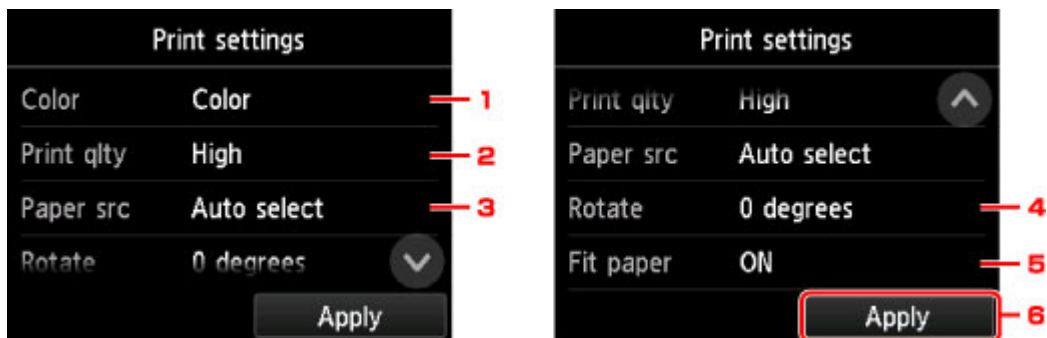 Print settings
Color Color 1
Print qlty High 2
Paper src Auto select 3
Rotate 0 degrees
Apply
Print settings
Print qlty High
Paper src Auto select
Rotate 0 degrees 4
Fit paper ON 5
Apply 6